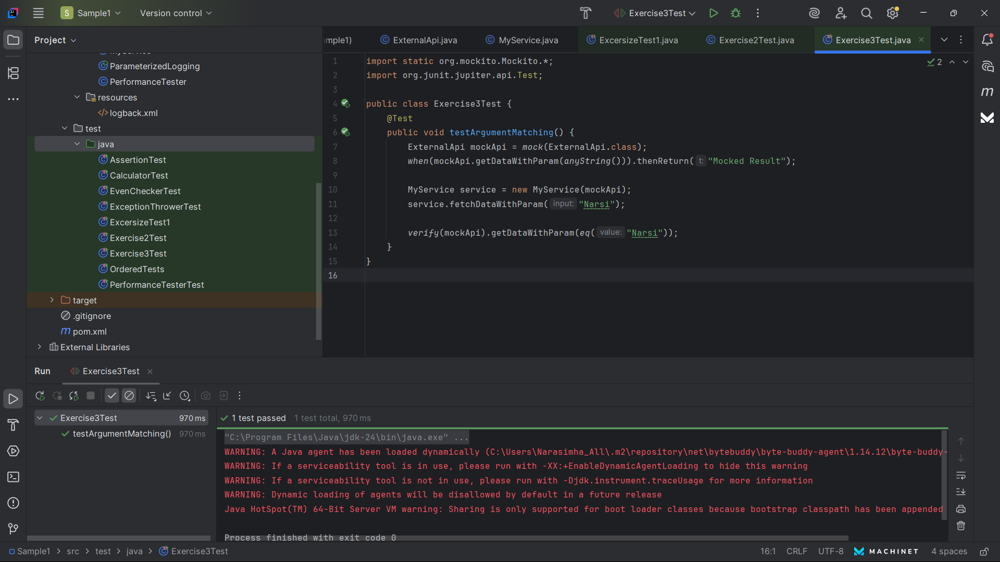 S Sample1
Version control
Exercise3Test
Project
mple1)
ExternalApi.java
MyService.java
ExcersizeTest1.java
Exercise2Test.java
Exercise3Test.java
MyService
ParameterizedLogging
PerformanceTester
resources
</> logback.xml
test
java
AssertionTest
CalculatorTest
EvenCheckerTest
ExceptionThrowerTest
ExcersizeTest1
Exercise2Test
Exercise3Test
OrderedTests
PerformanceTesterTest
target
.gitignore
m pom.xml
External Libraries
2
1 import static org.mockito.Mockito.*;
2 import org.junit.jupiter.api.Test;
3
4 public class Exercise3Test {
5 @Test
6 public void testArgumentMatching() {
7 ExternalApi mockApi = mock(ExternalApi.class);
8 when(mockApi.getDataWithParam(anyString())).thenReturn( t: "Mocked Result");
9
10 MyService service = new MyService(mockApi);
11 service.fetchDataWithParam( input: "Narsi");
12
13 verify(mockApi).getDataWithParam(eq( value: "Narsi"));
14 }
15 }
16
m
Run
Exercise3Test
Exercise3Test 970 ms
testArgumentMatching() 970 ms
1 test passed 1 test total, 970 ms
"C:\Program Files\Java\jdk-24\bin\java.exe" ...
WARNING: A Java agent has been loaded dynamically (C:\Users\Narasimha_All\.m2\repository\net\bytebuddy\byte-buddy-agent\1.14.12\byte-buddy-
WARNING: If a serviceability tool is in use, please run with -XX:+EnableDynamicAgentLoading to hide this warning
WARNING: If a serviceability tool is not in use, please run with -Djdk.instrument.traceUsage for more information
WARNING: Dynamic loading of agents will be disallowed by default in a future release
Java HotSpot(TM) 64-Bit Server VM warning: Sharing is only supported for boot loader classes because bootstrap classpath has been appended
Process finished with exit code 0
Sample1 > src > test > java > Exercise3Test
16:1 CRLF UTF-8 MACHINET 4 spaces